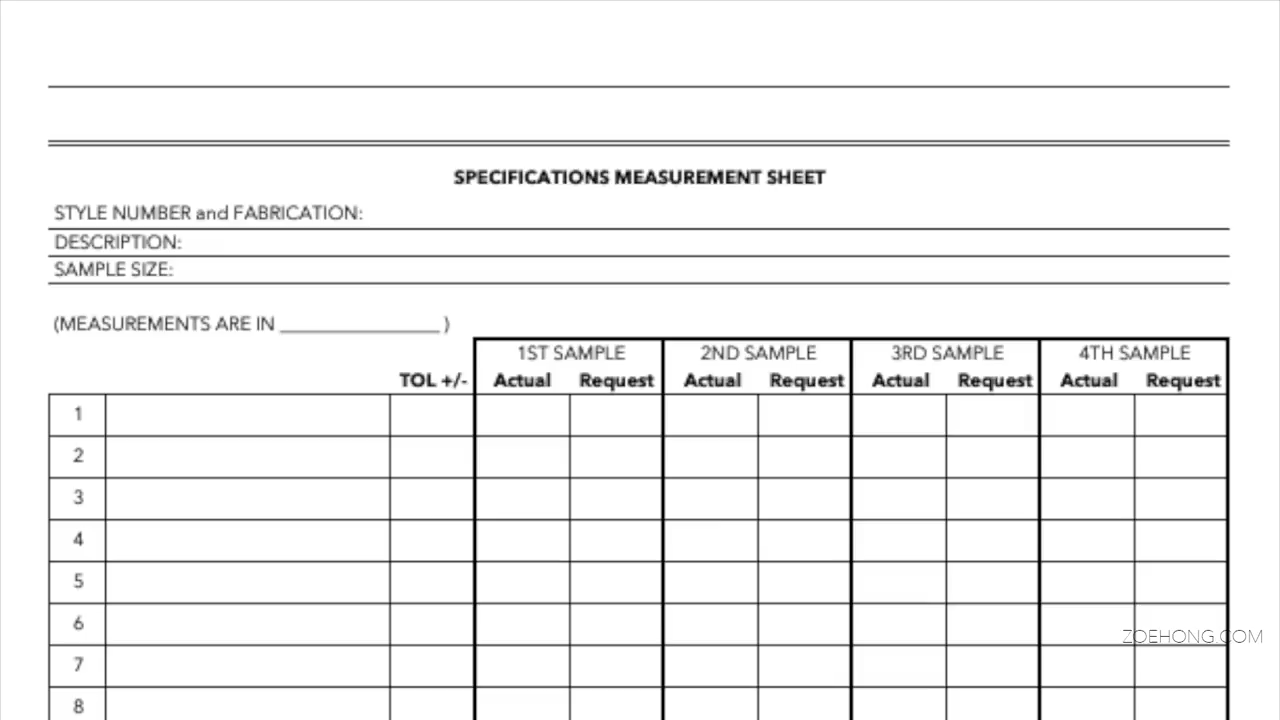 SPECIFICATIONS MEASUREMENT SHEET
STYLE NUMBER and FABRICATION:
DESCRIPTION:
SAMPLE SIZE:
(MEASUREMENTS ARE IN ________________ )
1ST SAMPLE 2ND SAMPLE 3RD SAMPLE 4TH SAMPLE
TOL +/- Actual Request Actual Request Actual Request Actual Request
1
2
3
4
5
6
ZOEHONG.COM
7
8